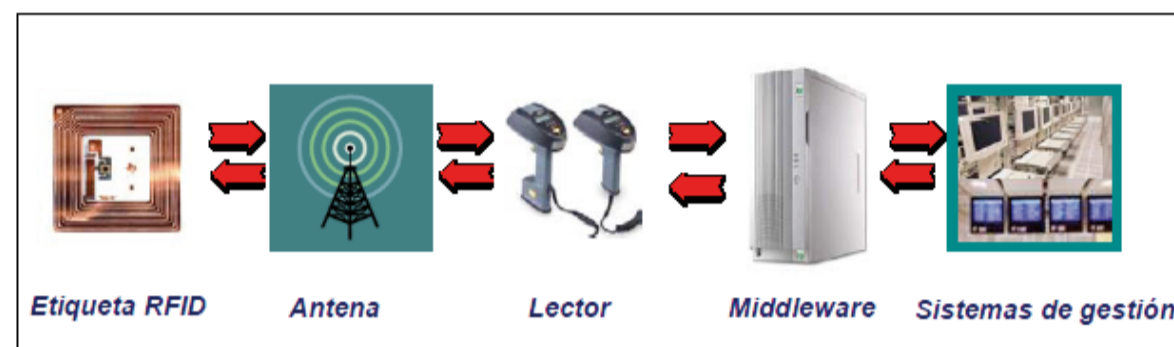 Etiqueta RFID
Antena
Lector
Middleware
Sistemas de gestión